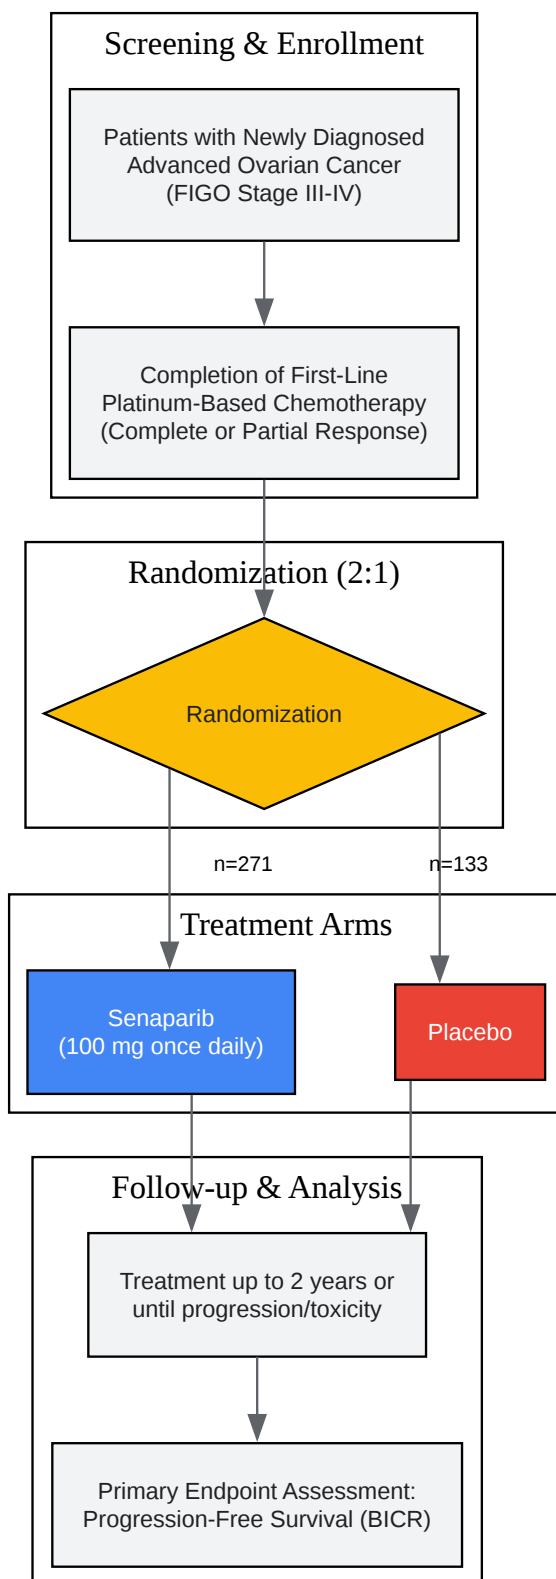 Screening & Enrollment
Patients with Newly Diagnosed
Advanced Ovarian Cancer
(FIGO Stage III-IV)
Completion of First-Line
Platinum-Based Chemotherapy
(Complete or Partial Response)
Randomization (2:1)
Randomization
n=271
n=133
Treatment Arms
Senaparib
(100 mg once daily)
Placebo
Follow-up & Analysis
Treatment up to 2 years or
until progression/toxicity
Primary Endpoint Assessment:
Progression-Free Survival (BICR)